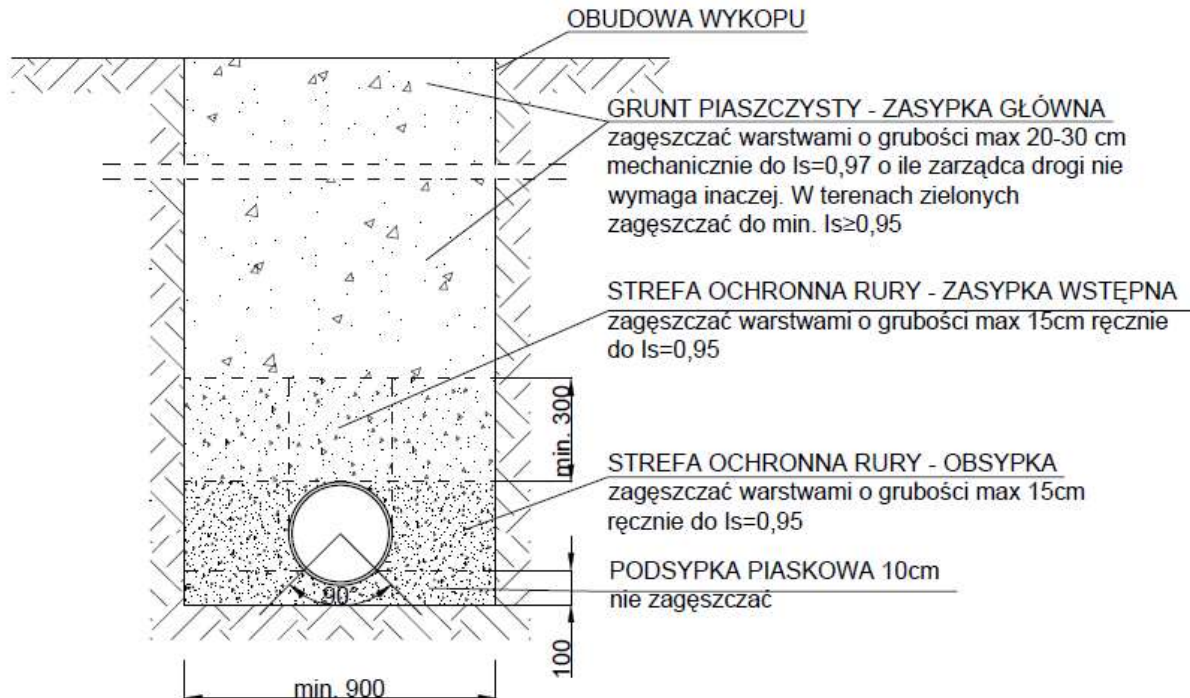 OBUDOWA WYKOPU
GRUNT PIASZCZYSTY - ZASYPKA GŁÓWNA
zagęszczać warstwami o grubości max 20-30 cm
mechanicznie do Is=0,97 o ile zarządca drogi nie
wymaga inaczej. W terenach zielonych
zagęszczać do min. Is≥0,95
STREFA OCHRONNA RURY - ZASYPKA WSTĘPNA
zagęszczać warstwami o grubości max 15cm ręcznie
do Is=0,95
min. 300
STREFA OCHRONNA RURY - OBSYPKA
zagęszczać warstwami o grubości max 15cm
ręcznie do Is=0,95
PODSYPKA PIASKOWA 10cm
nie zagęszczać
90°
100
min. 900